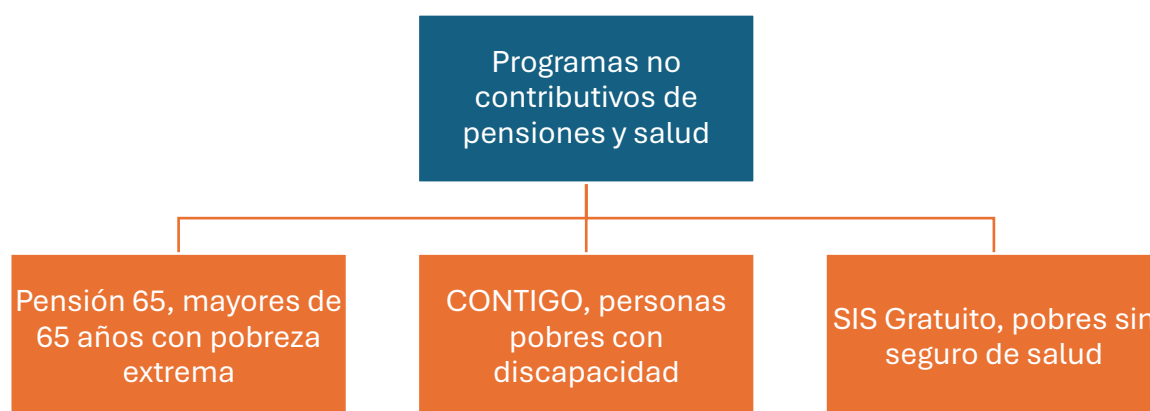 Programas no
contributivos de
pensiones y salud
Pensión 65, mayores de
65 años con pobreza
extrema
CONTIGO, personas
pobres con
discapacidad
SIS Gratuito, pobres sin
seguro de salud